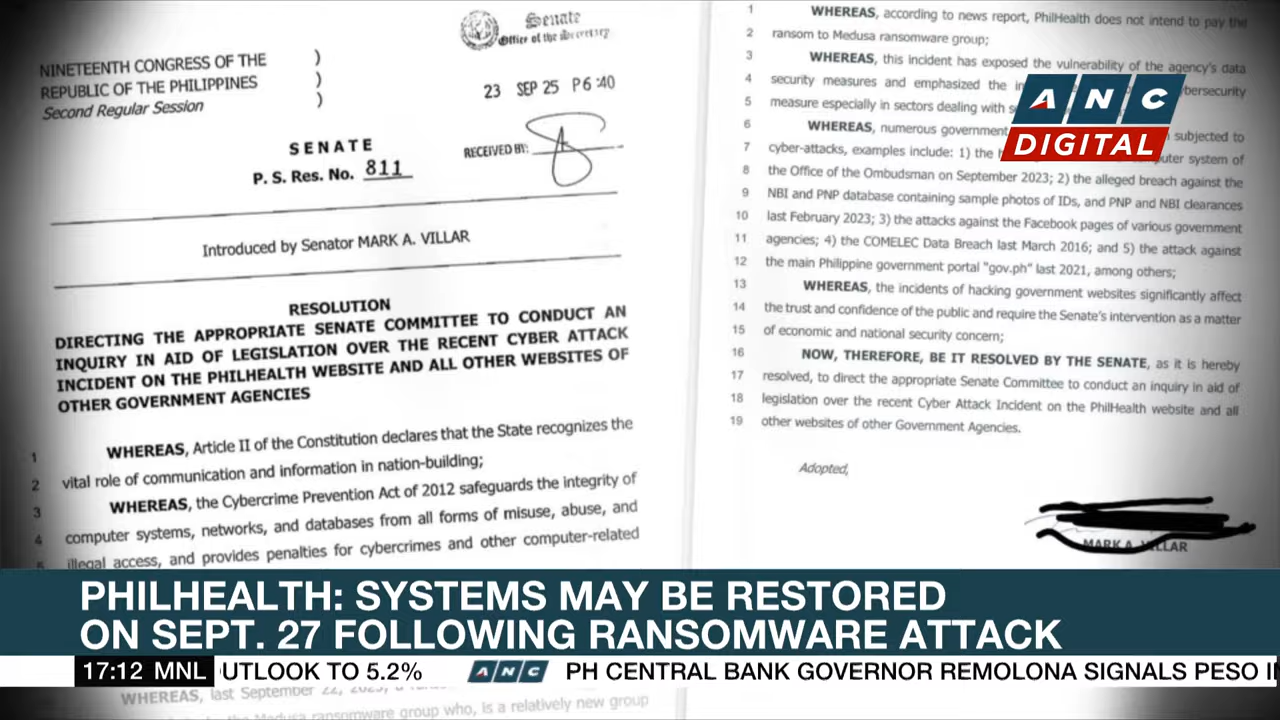 Senate
Office of the Secretary
NINETEENTH CONGRESS OF THE )
REPUBLIC OF THE PHILIPPINES )
Second Regular Session )
23 SEP 25 P6:40
SENATE
P. S. Res. No. 811
RECEIVED BY:
Introduced by Senator MARK A. VILLAR
RESOLUTION
DIRECTING THE APPROPRIATE SENATE COMMITTEE TO CONDUCT AN
INQUIRY IN AID OF LEGISLATION OVER THE RECENT CYBER ATTACK
INCIDENT ON THE PHILHEALTH WEBSITE AND ALL OTHER WEBSITES OF
OTHER GOVERNMENT AGENCIES
1 WHEREAS, Article II of the Constitution declares that the State recognizes the
2 vital role of communication and information in nation-building;
3 WHEREAS, the Cybercrime Prevention Act of 2012 safeguards the integrity of
4 computer systems, networks, and databases from all forms of misuse, abuse, and
illegal access, and provides penalties for cybercrimes and other computer-related
WHEREAS, last September 22, 2023, a
the Medusa ransomware group who, is a relatively new group
1 WHEREAS, according to news report, PhilHealth does not intend to pay the
2 ransom to Medusa ransomware group;
3 WHEREAS, this incident has exposed the vulnerability of the agency's data
4 security measures and emphasized the
5 measure especially in sectors dealing with
6 WHEREAS, numerous government subjected to
7 cyber-attacks, examples include: 1) the system of
8 the Office of the Ombudsman on September 2023; 2) the alleged breach against the
9 NBI and PNP database containing sample photos of IDs, and PNP and NBI clearances
10 last February 2023; 3) the attacks against the Facebook pages of various government
11 agencies; 4) the COMELEC Data Breach last March 2016; and 5) the attack against
12 the main Philippine government portal "gov.ph" last 2021, among others;
13 WHEREAS, the incidents of hacking government websites significantly affect
14 the trust and confidence of the public and require the Senate's intervention as a matter
15 of economic and national security concern;
16 NOW, THEREFORE, BE IT RESOLVED BY THE SENATE, as it is hereby
17 resolved, to direct the appropriate Senate Committee to conduct an inquiry in aid of
18 legislation over the recent Cyber Attack Incident on the PhilHealth website and all
19 other websites of other Government Agencies.
Adopted,
MARK A. VILLAR
ANC
DIGITAL
PHILHEALTH: SYSTEMS MAY BE RESTORED
ON SEPT. 27 FOLLOWING RANSOMWARE ATTACK
17:12 MNL UTLOOK TO 5.2% ANC PH CENTRAL BANK GOVERNOR REMOLONA SIGNALS PESO